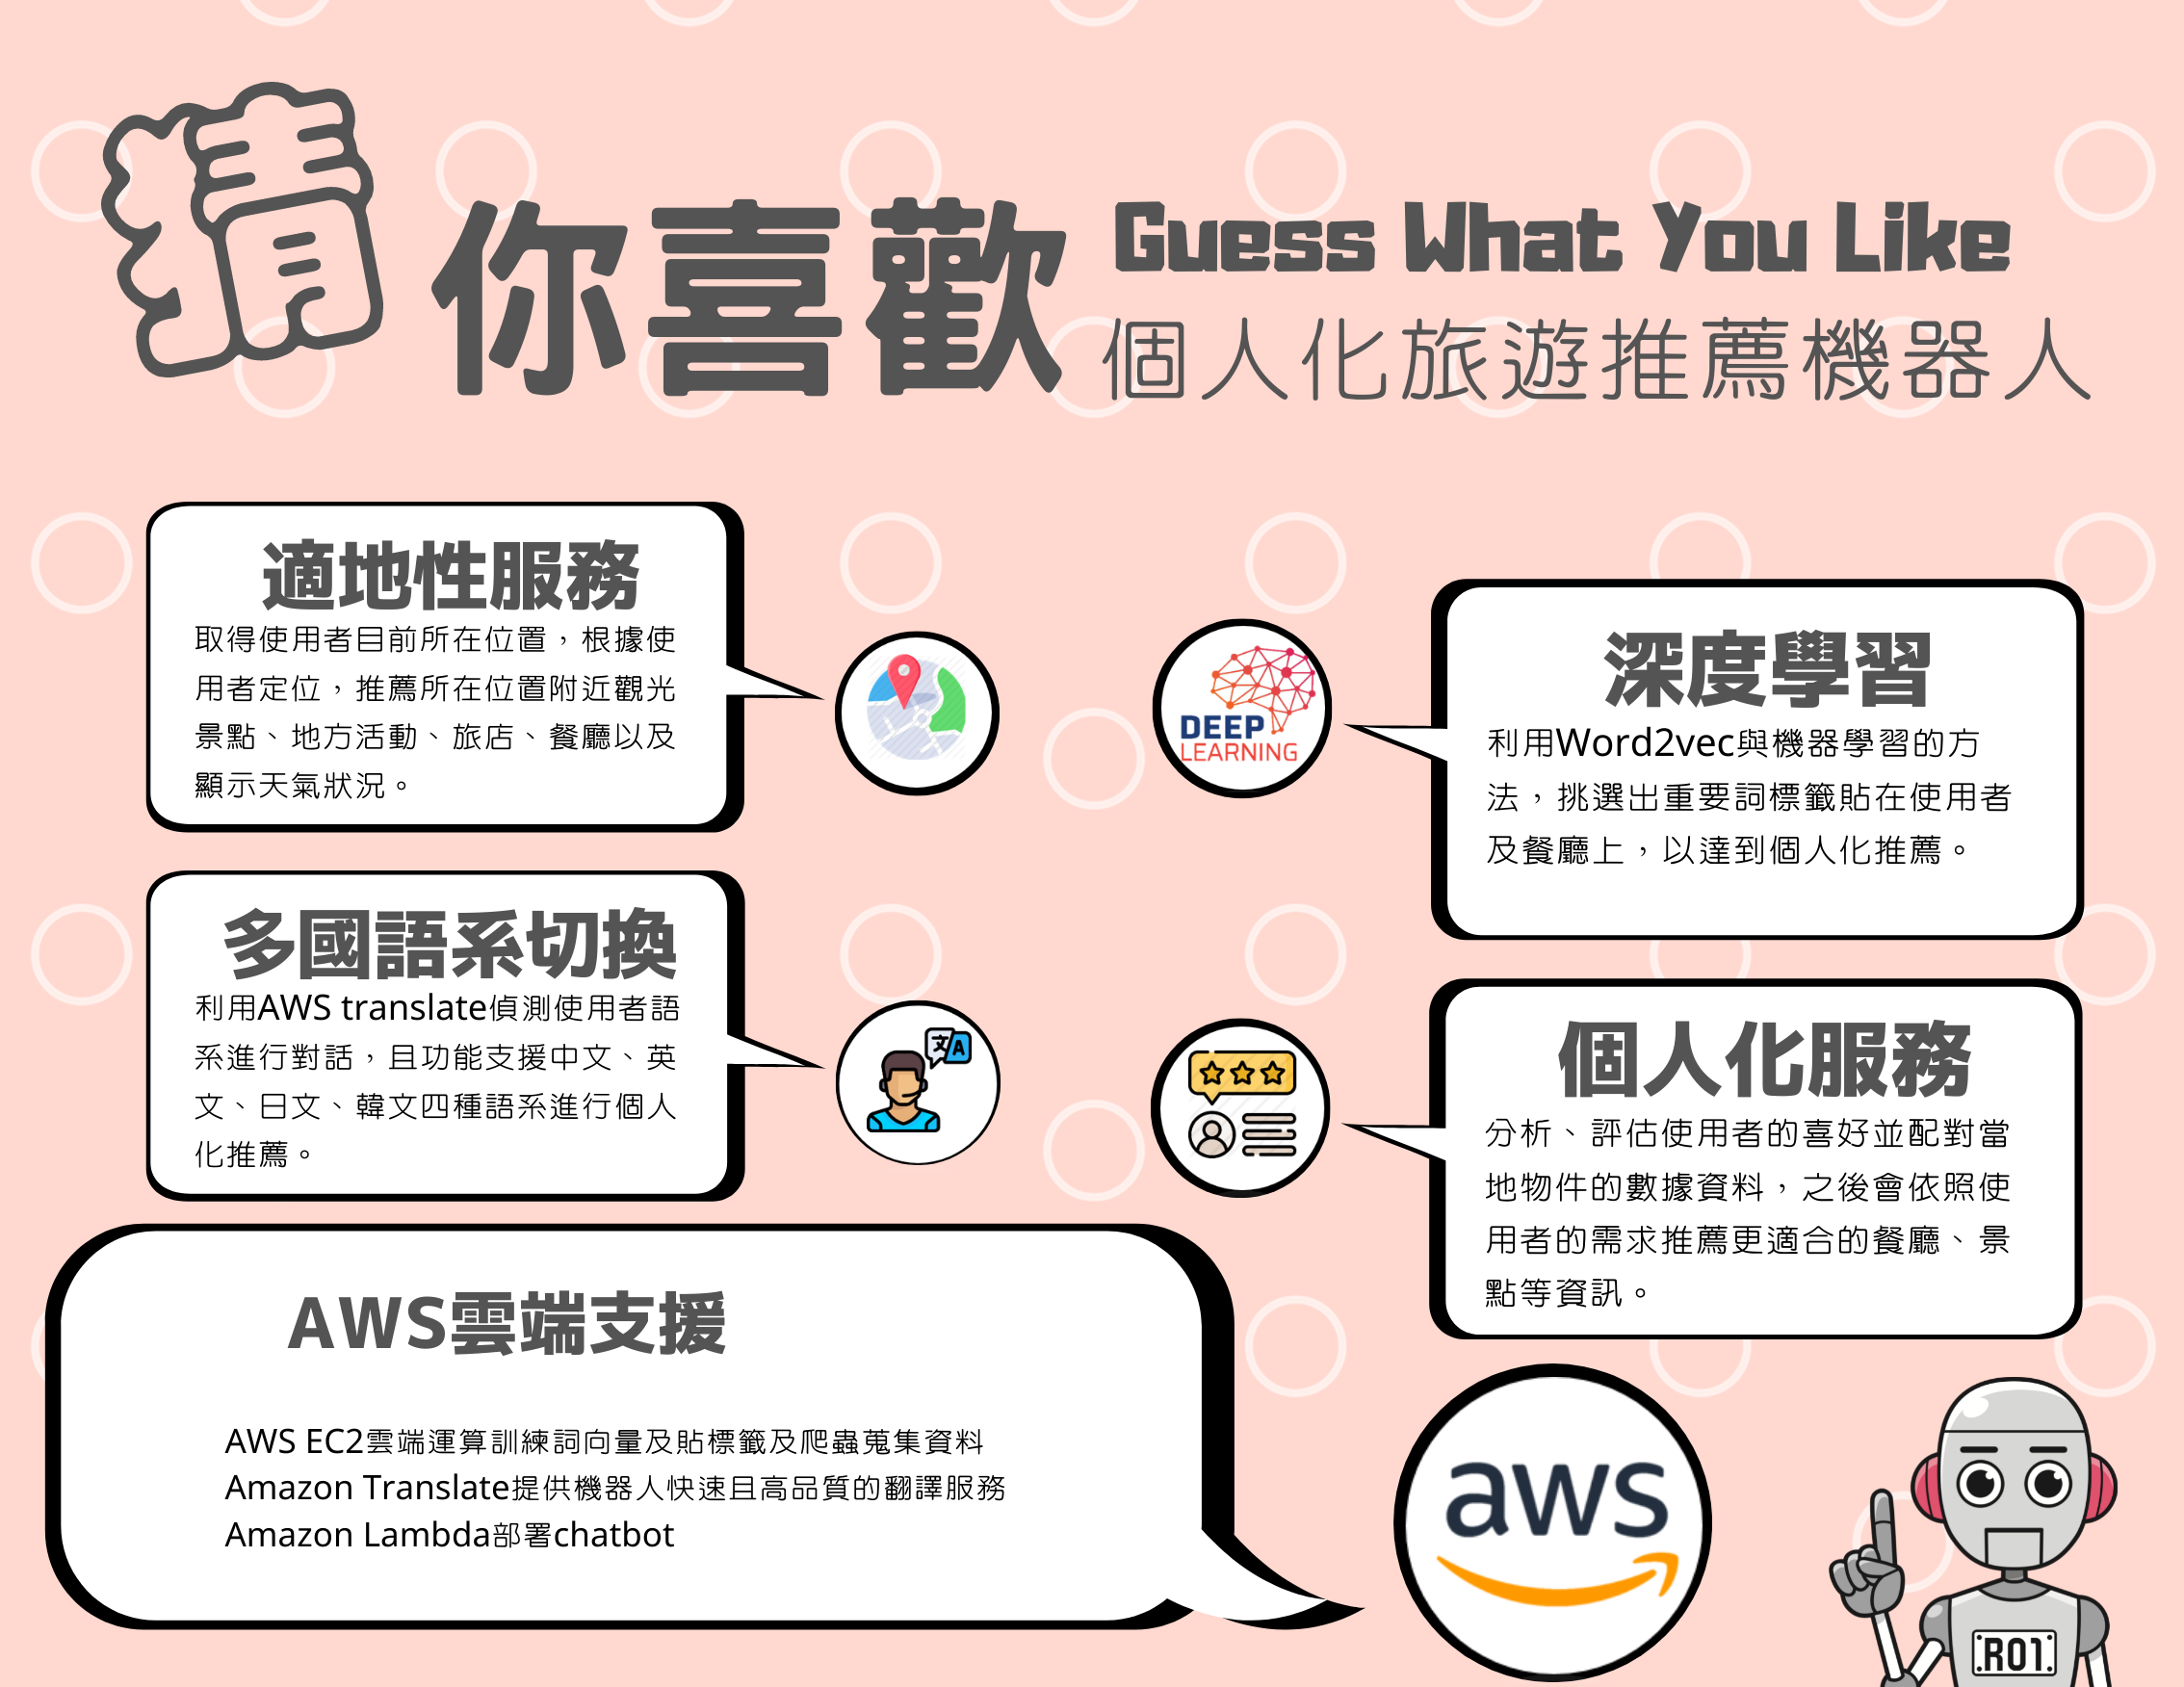 猜你喜歡
Guess What You Like
個人化旅遊推薦機器人
適地性服務
取得使用者目前所在位置，根據使
用者定位，推薦所在位置附近觀光
景點、地方活動、旅店、餐廳以及
顯示天氣狀況。
DEEP
LEARNING
深度學習
利用Word2vec與機器學習的方
法，挑選出重要詞標籤貼在使用者
及餐廳上，以達到個人化推薦。
多國語系切換
利用AWS translate偵測使用者語
系進行對話，且功能支援中文、英
文、日文、韓文四種語系進行個人
化推薦。
文A
個人化服務
分析、評估使用者的喜好並配對當
地物件的數據資料，之後會依照使
用者的需求推薦更適合的餐廳、景
點等資訊。
AWS雲端支援
AWS EC2雲端運算訓練詞向量及貼標籤及爬蟲蒐集資料
Amazon Translate提供機器人快速且高品質的翻譯服務
Amazon Lambda部署chatbot
aws
R01